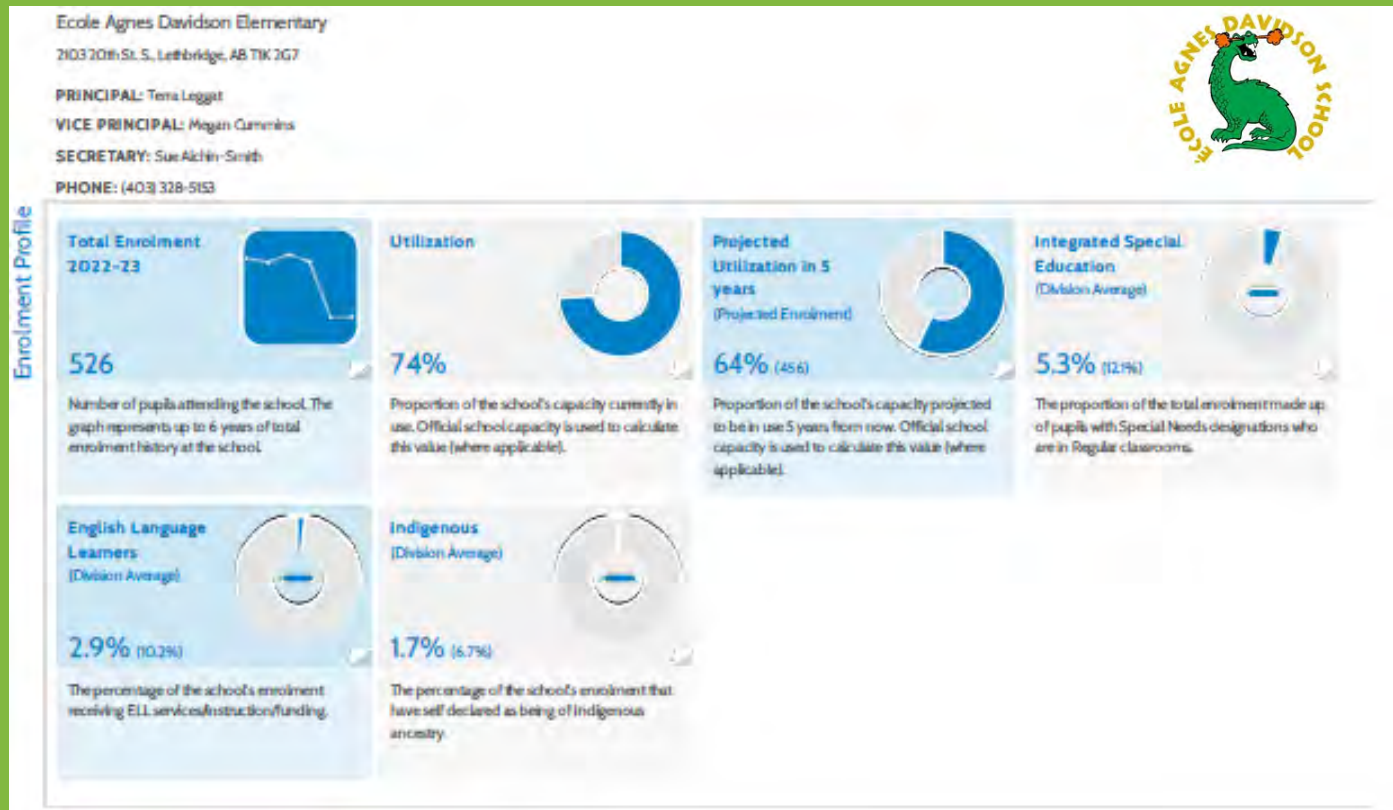 Ecole Agnes Davidson Elementary
2103 20th St. S., Lethbridge, AB T1K 2G7
PRINCIPAL: Terra Leggat
VICE PRINCIPAL: Megan Cummins
SECRETARY: Sue Alchin-Smith
PHONE: (403) 328-5153
ÉCOLE AGNES DAVIDSON SCHOOL
Enrolment Profile
Total Enrolment
2022-23
526
Number of pupils attending the school. The
graph represents up to 6 years of total
enrolment history at the school.
Utilization
74%
Proportion of the school's capacity currently in
use. Official school capacity is used to calculate
this value (where applicable).
Projected
Utilization in 5
years
(Projected Enrolment)
64% (456)
Proportion of the school's capacity projected
to be in use 5 years from now. Official school
capacity is used to calculate this value (where
applicable).
Integrated Special
Education
(Division Average)
5.3% (12.1%)
The proportion of the total enrolment made up
of pupils with Special Needs designations who
are in Regular classrooms.
English Language
Learners
(Division Average)
2.9% (10.2%)
The percentage of the school's enrolment
receiving ELL services/instruction/funding.
Indigenous
(Division Average)
1.7% (6.7%)
The percentage of the school's enrolment that
have self declared as being of Indigenous
ancestry.